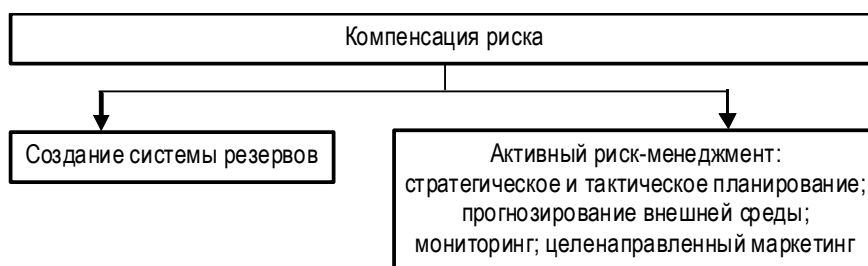 Компенсация риска
Создание системы резервов
Активный риск-менеджмент:
стратегическое и тактическое планирование;
прогнозирование внешней среды;
мониторинг; целенаправленный маркетинг